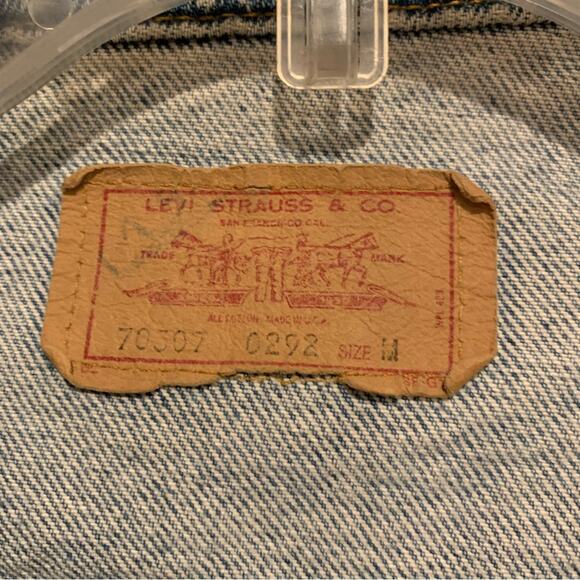 LEVI STRAUSS & CO.
SAN FRANCISCO CAL.
TRADE MARK
ALL COTTON MADE IN U.S.A.
70307 0292 SIZE M